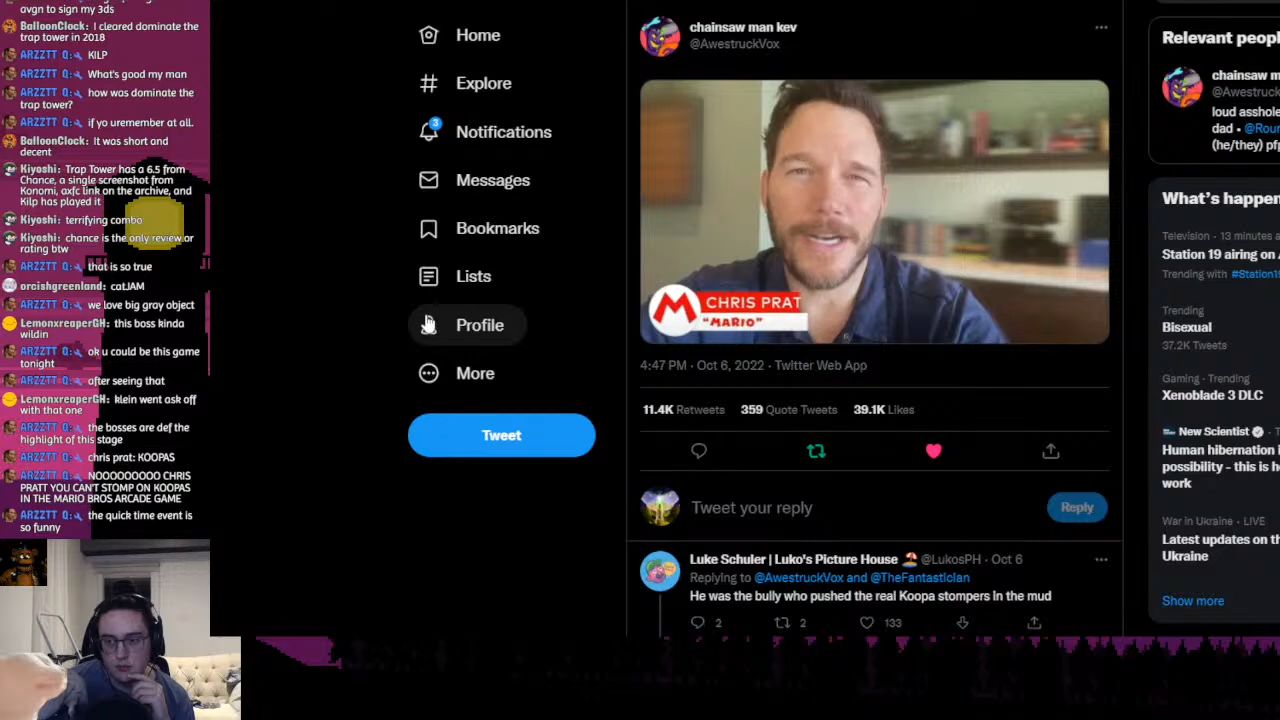 avgn to sign my 3ds
BalloonClock: I cleared dominate the
trap tower in 2018
ARZZTT Q: KILP
ARZZTT Q: What's good my man
ARZZTT Q: how was dominate the
trap tower?
ARZZTT Q: if yo uremember at all.
BalloonClock: It was short and
decent
Kiyoshi: Trap Tower has a 6.5 from
Chance, a single screenshot from
Konomi, axfc link on the archive, and
Kilp has played it
Kiyoshi: terrifying combo
Kiyoshi: chance is the only review or
rating btw
ARZZTT Q: that is so true
orcishgreenland: catJAM
ARZZTT Q: we love big gray object
LemonxreaperGH: this boss kinda
wildin
ARZZTT Q: ok u could be this game
tonight
ARZZTT Q: after seeing that
LemonxreaperGH: klein went ask off
with that one
ARZZTT Q: the bosses are def the
highlight of this stage
ARZZTT Q: chris prat: KOOPAS
ARZZTT Q: NOOOOOOOOO CHRIS
PRATT YOU CAN'T STOMP ON KOOPAS
IN THE MARIO BROS ARCADE GAME
ARZZTT Q: the quick time event is
so funny
Home
Explore
3
Notifications
Messages
Bookmarks
Lists
Profile
More
Tweet
chainsaw man kev
@AwestruckVox
M
CHRIS PRAT
"MARIO"
4:47 PM · Oct 6, 2022 · Twitter Web App
11.4K Retweets 359 Quote Tweets 39.1K Likes
Tweet your reply
Reply
Luke Schuler | Luko's Picture House @LukosPH · Oct 6
Replying to @AwestruckVox and @TheFantasticIan
He was the bully who pushed the real Koopa stompers in the mud
2 2 133
Relevant peopl
chainsaw m
@Awestruck
loud asshole
dad • @Rour
(he/they) pfp
What's happen
Television · 13 minutes a
Station 19 airing on A
Trending with #Station19
Trending
Bisexual
37.2K Tweets
Gaming · Trending
Xenoblade 3 DLC
New Scientist
Human hibernation i
possibility - this is he
work
War in Ukraine · LIVE
Latest updates on th
Ukraine
Show more